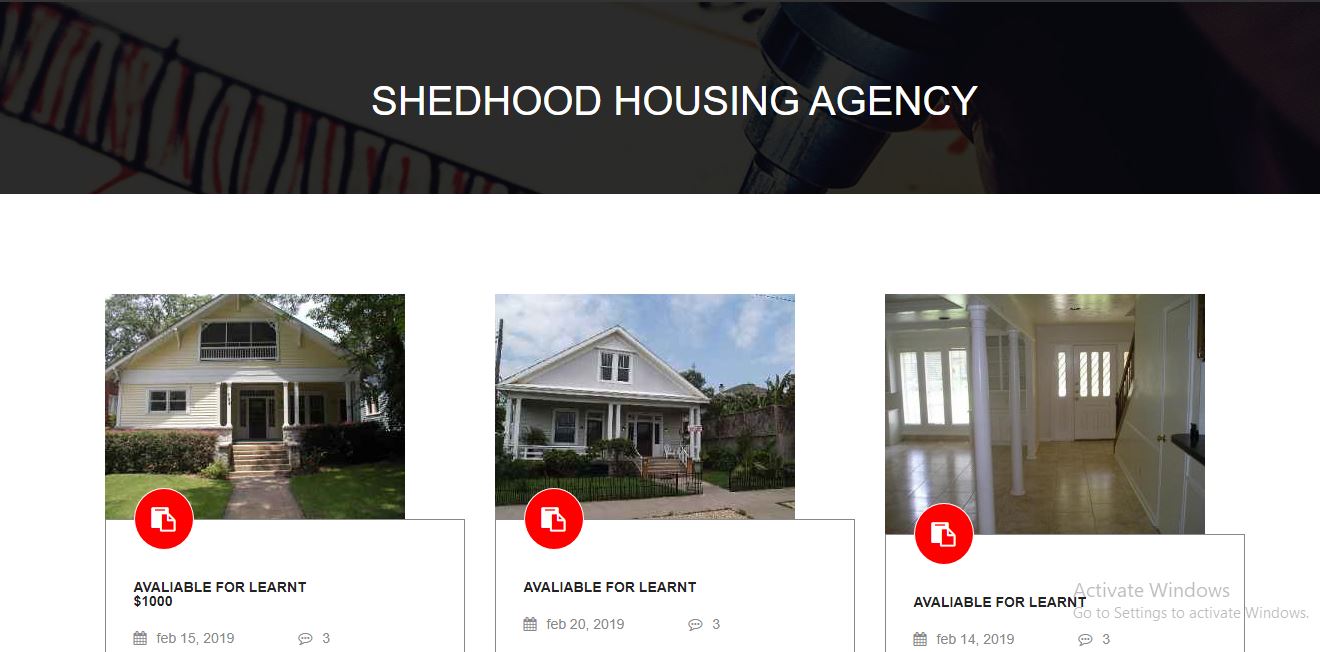 SHEDHOOD HOUSING AGENCY
AVALIABLE FOR LEARNT
$1000
feb 15, 2019 3
AVALIABLE FOR LEARNT
feb 20, 2019 3
AVALIABLE FOR LEARNT
feb 14, 2019 3
Activate Windows
Go to Settings to activate Windows.